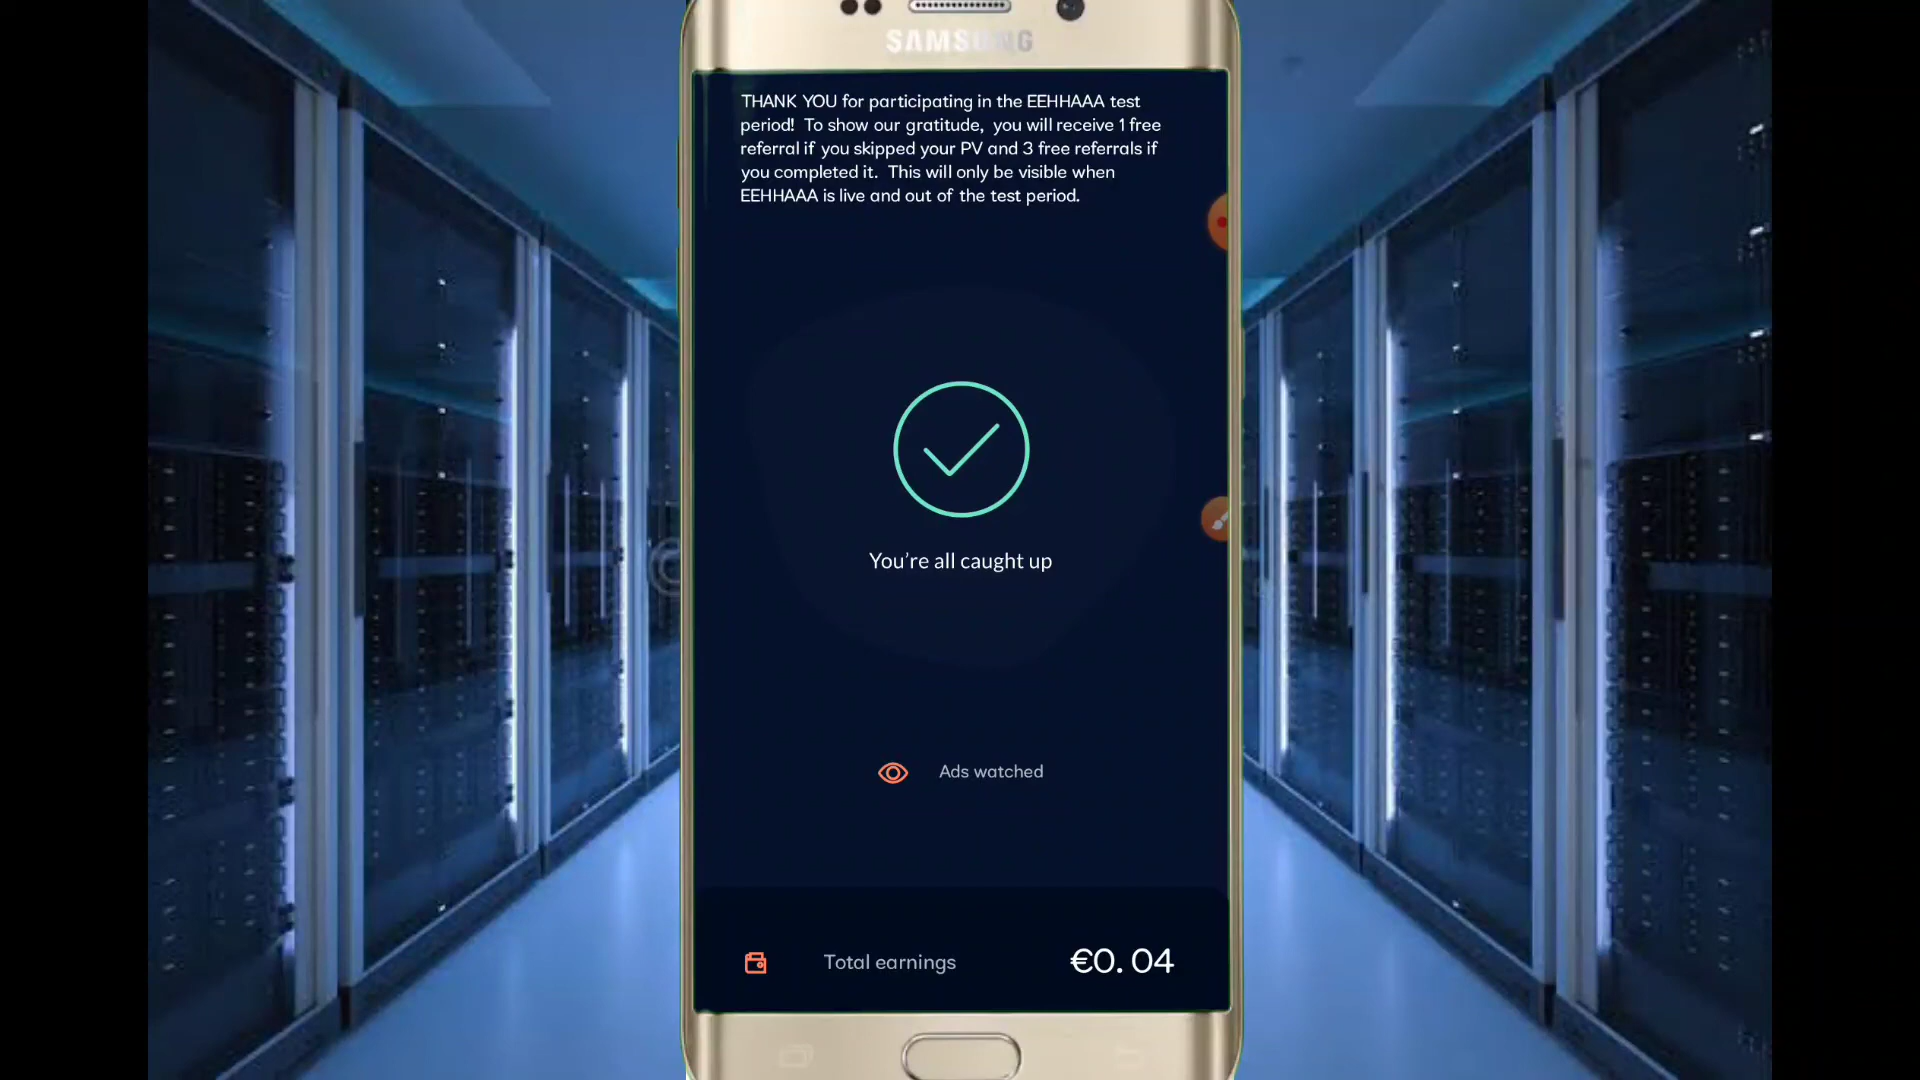 SAMSUNG
THANK YOU for participating in the EEHHAAA test
period! To show our gratitude, you will receive 1 free
referral if you skipped your PV and 3 free referrals if
you completed it. This will only be visible when
EEHHAAA is live and out of the test period.
You're all caught up
Ads watched
Total earnings €0.04